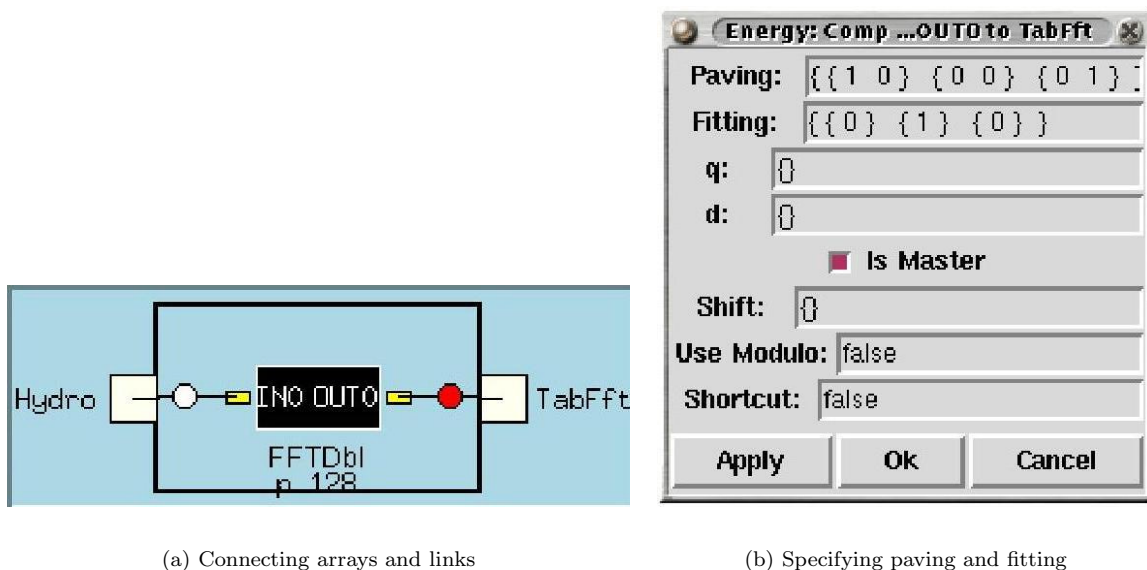 Energy: Comp ...OUT0 to TabFft
Paving: {{ 1 0 } { 0 0 } { 0 1 }
Fitting: {{ 0 } { 1 } { 0 } }
q: {}
d: {}
Is Master
Shift: {}
Use Modulo: false
Shortcut: false
Apply Ok Cancel
Hydro IN0 OUT0 TabFft
FFTDbl
p 128
(a) Connecting arrays and links
(b) Specifying paving and fitting